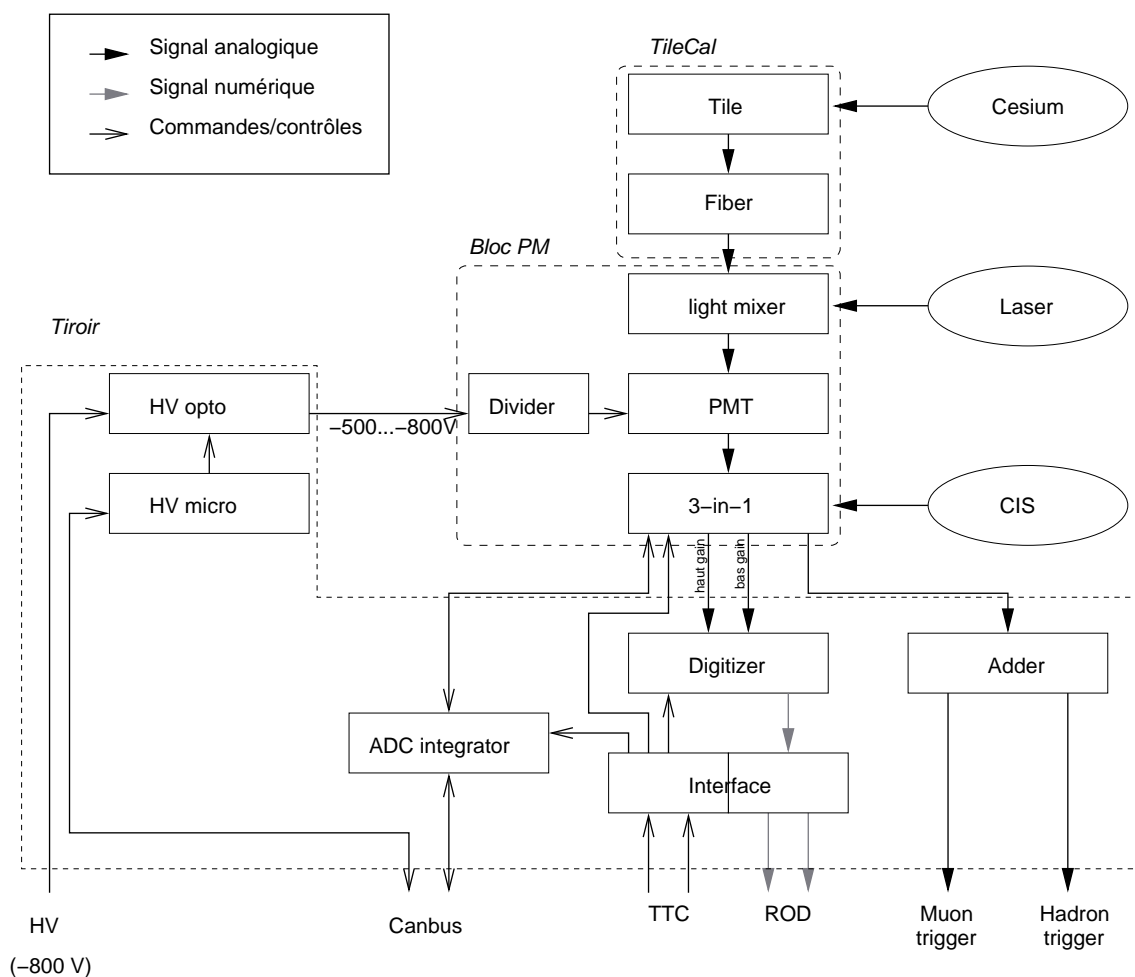 Signal analogique
Signal numérique
Commandes/contrôles
TileCal
Tile
Cesium
Fiber
Bloc PM
light mixer
Laser
Tiroir
HV opto
−500...−800V
Divider
PMT
HV micro
3−in−1
CIS
haut gain
bas gain
Digitizer
Adder
ADC integrator
Interface
HV
(−800 V)
Canbus
TTC
ROD
Muon
trigger
Hadron
trigger